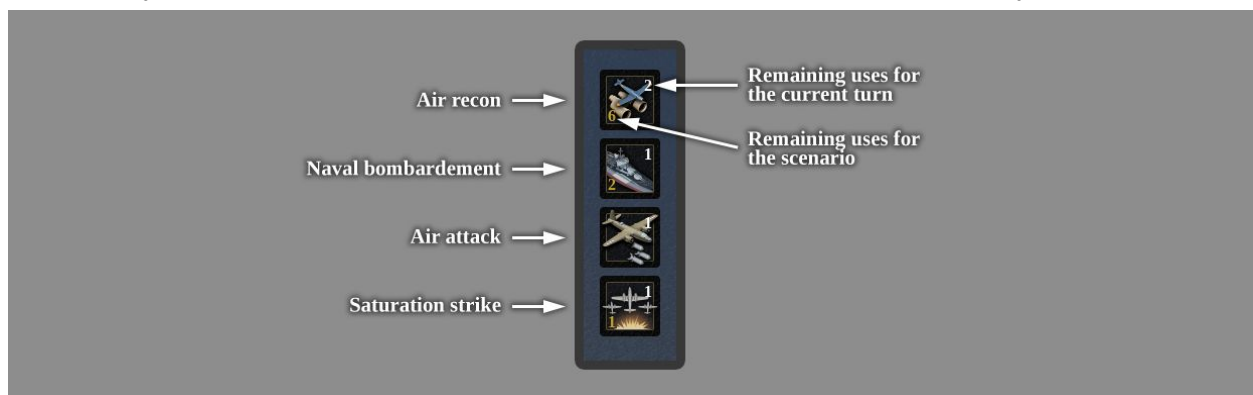 Air recon
2
6
Remaining uses for
the current turn
Remaining uses for
the scenario
Naval bombardement
1
2
Air attack
1
Saturation strike
1
1